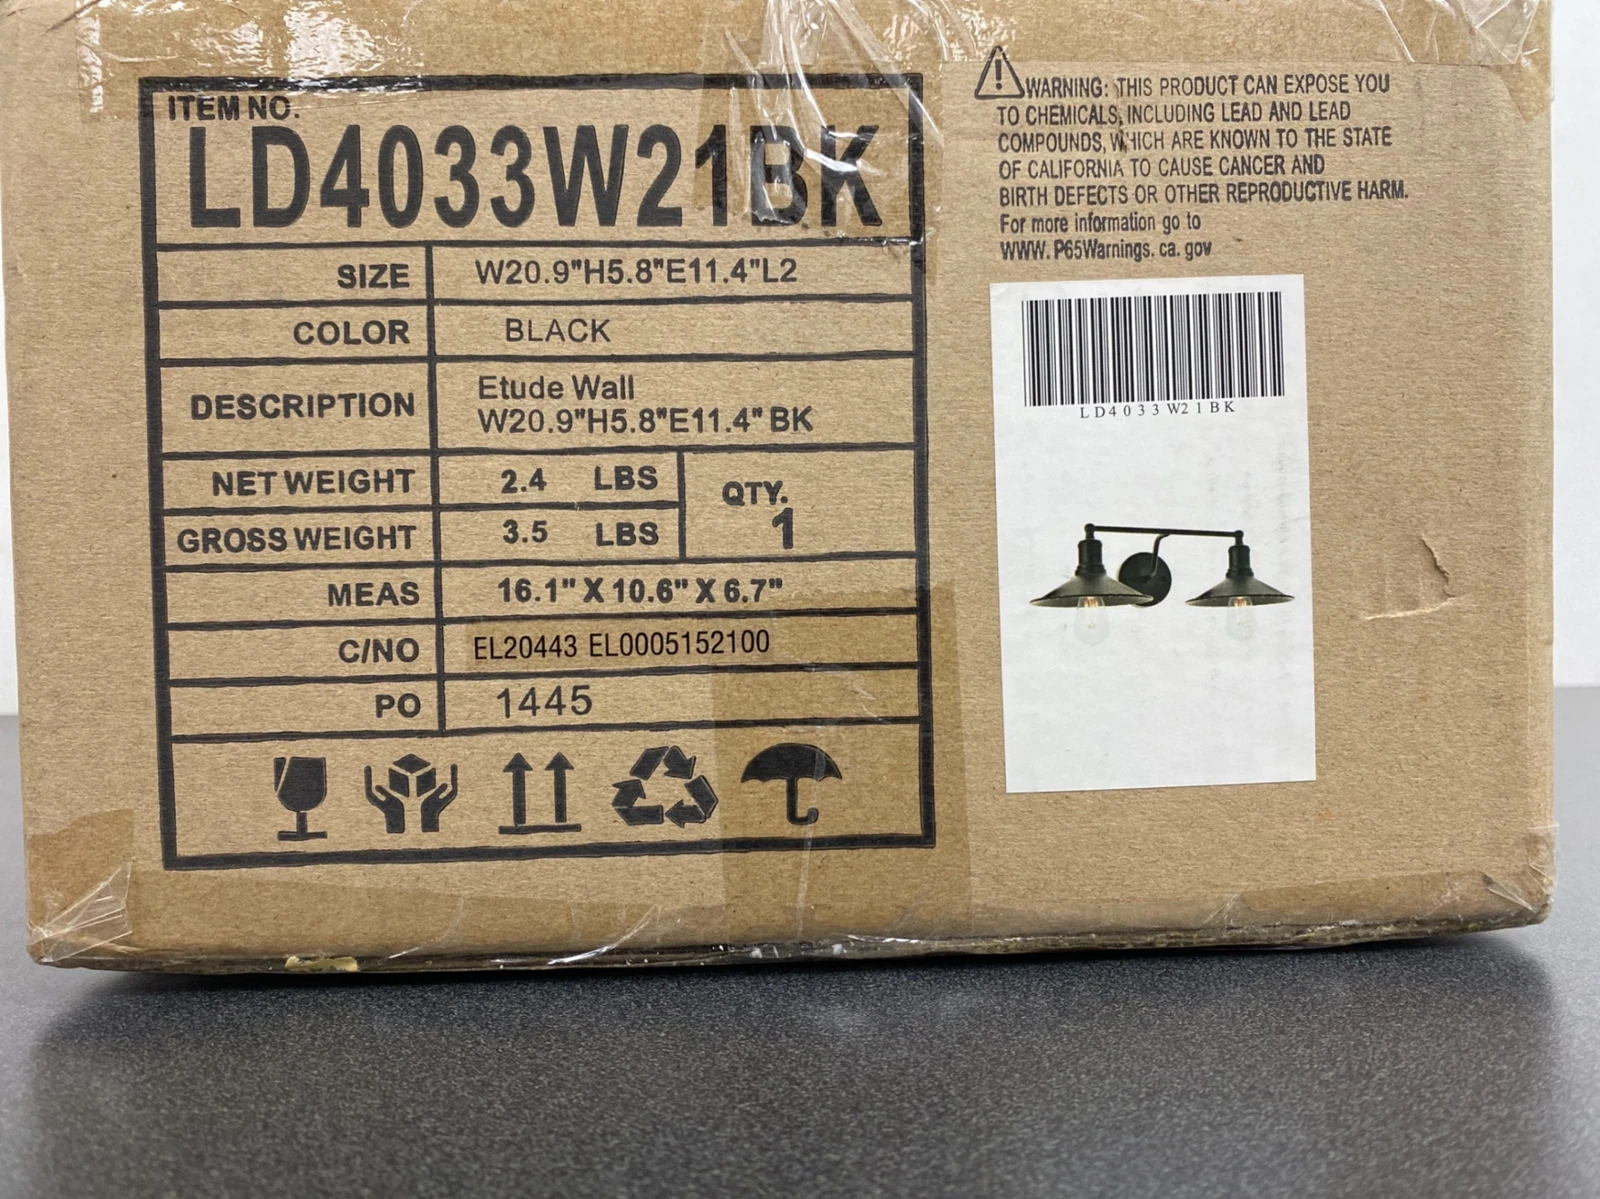 ITEM NO.
LD4033W21BK
SIZE W20.9"H5.8"E11.4"L2
COLOR BLACK
DESCRIPTION Etude Wall
W20.9"H5.8"E11.4" BK
NET WEIGHT 2.4 LBS
GROSS WEIGHT 3.5 LBS
QTY.
1
MEAS 16.1" X 10.6" X 6.7"
C/NO EL20443 EL0005152100
PO 1445
WARNING: THIS PRODUCT CAN EXPOSE YOU
TO CHEMICALS, INCLUDING LEAD AND LEAD
COMPOUNDS, WHICH ARE KNOWN TO THE STATE
OF CALIFORNIA TO CAUSE CANCER AND
BIRTH DEFECTS OR OTHER REPRODUCTIVE HARM.
For more information go to
WWW. P65Warnings. ca. gov
LD4033W21BK